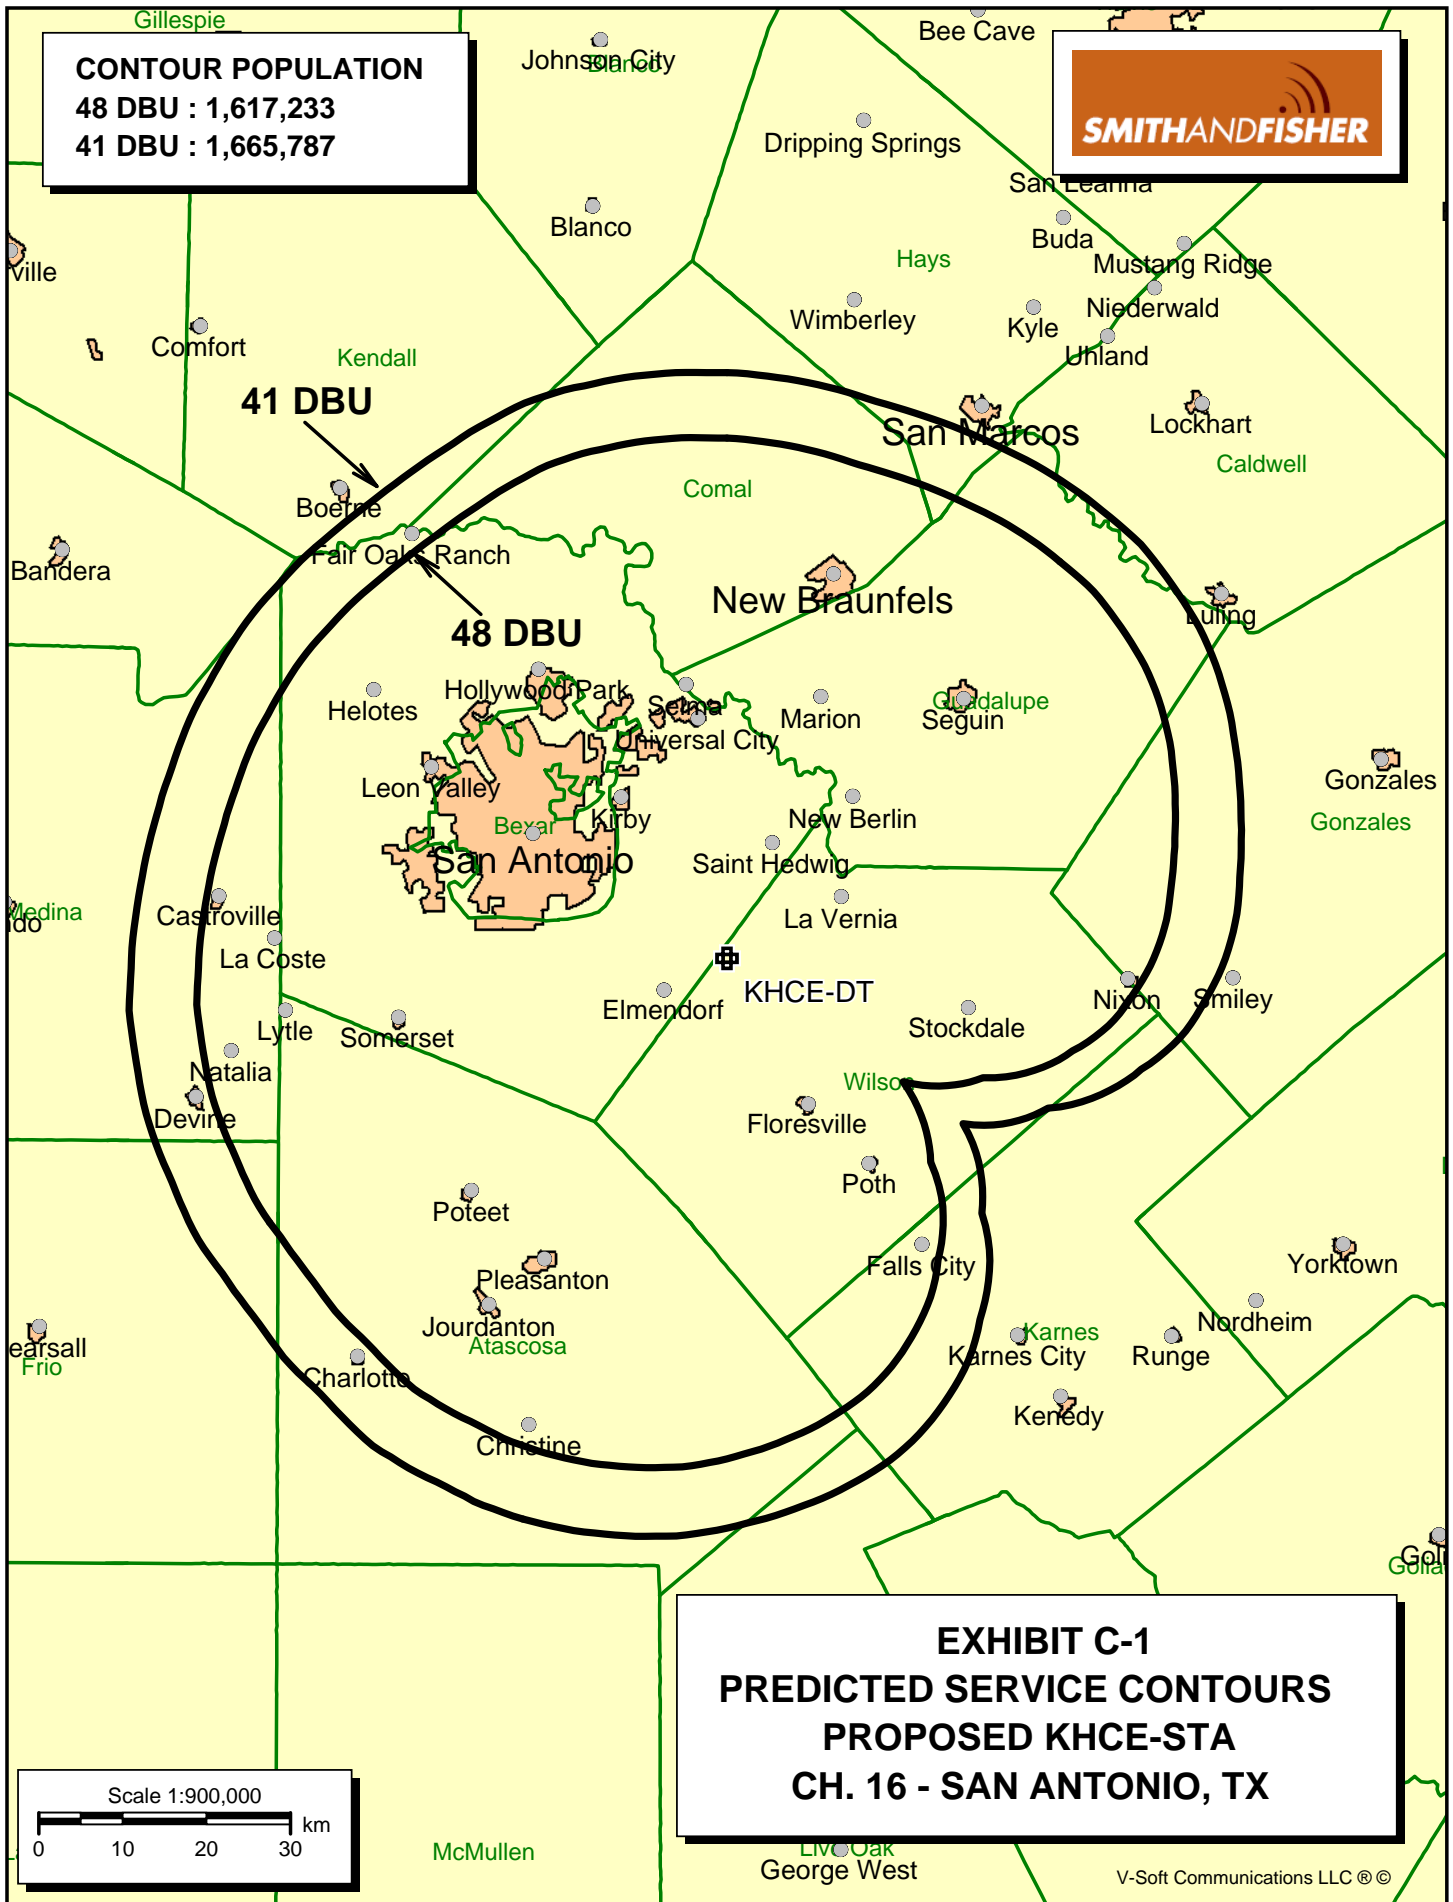 Gillespie
CONTOUR POPULATION
48 DBU : 1,617,233
41 DBU : 1,665,787
Johnson City
Blanco
Bee Cave
SMITHANDFISHER
Dripping Springs
San Leanna
Blanco
Buda
Hays
Mustang Ridge
ville
Niederwald
Wimberley
Kyle
Comfort
Uhland
Kendall
41 DBU
San Marcos
Lockhart
Caldwell
Comal
Boerne
Fair Oaks Ranch
Bandera
New Braunfels
Luling
48 DBU
Hollywood Park
Helotes
Selma
Marion
Guadalupe
Seguin
Universal City
Leon Valley
Gonzales
Kirby
New Berlin
Gonzales
Bexar
San Antonio
Saint Hedwig
Medina
do
Castroville
La Vernia
La Coste
KHCE-DT
Elmendorf
Nixon
Smiley
Stockdale
Lytle
Somerset
Natalia
Wilson
Devine
Floresville
Poth
Poteet
Falls City
Yorktown
Pleasanton
Nordheim
Jourdanton
Karnes
earsall
Atascosa
Karnes City
Runge
Frio
Charlotte
Kenedy
Christine
Goli
Golia
EXHIBIT C-1
PREDICTED SERVICE CONTOURS
PROPOSED KHCE-STA
CH. 16 - SAN ANTONIO, TX
Scale 1:900,000
km
0 10 20 30
McMullen
Live Oak
George West
V-Soft Communications LLC ® ©